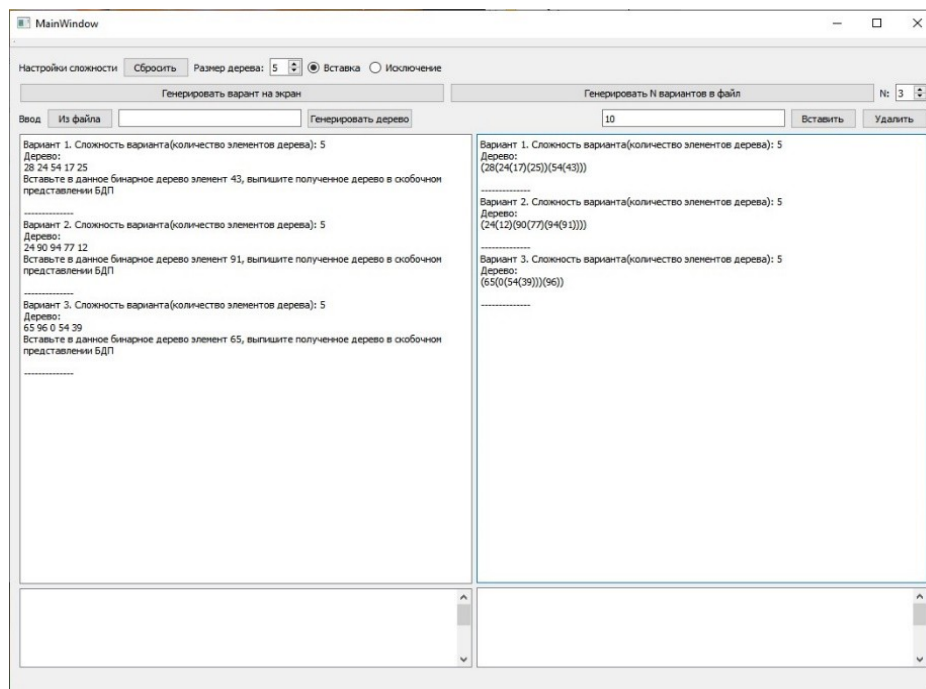 MainWindow
Настройки сложности Сбросить Размер дерева: 5 Вставка Исключение
Генерировать варант на экран Генерировать N вариантов в файл N: 3
Ввод Из файла Генерировать дерево 10 Вставить Удалить
Вариант 1. Сложность варианта(количество элементов дерева): 5
Дерево:
28 24 54 17 25
Вставьте в данное бинарное дерево элемент 43, выпишите полученное дерево в скобочном
представлении БДП
--------------
Вариант 2. Сложность варианта(количество элементов дерева): 5
Дерево:
24 90 94 77 12
Вставьте в данное бинарное дерево элемент 91, выпишите полученное дерево в скобочном
представлении БДП
--------------
Вариант 3. Сложность варианта(количество элементов дерева): 5
Дерево:
65 96 0 54 39
Вставьте в данное бинарное дерево элемент 65, выпишите полученное дерево в скобочном
представлении БДП
--------------
Вариант 1. Сложность варианта(количество элементов дерева): 5
Дерево:
(28(24(17)(25))(54(43)))
--------------
Вариант 2. Сложность варианта(количество элементов дерева): 5
Дерево:
(24(12)(90(77)(94(91))))
--------------
Вариант 3. Сложность варианта(количество элементов дерева): 5
Дерево:
(65(0(54(39)))(96))
--------------